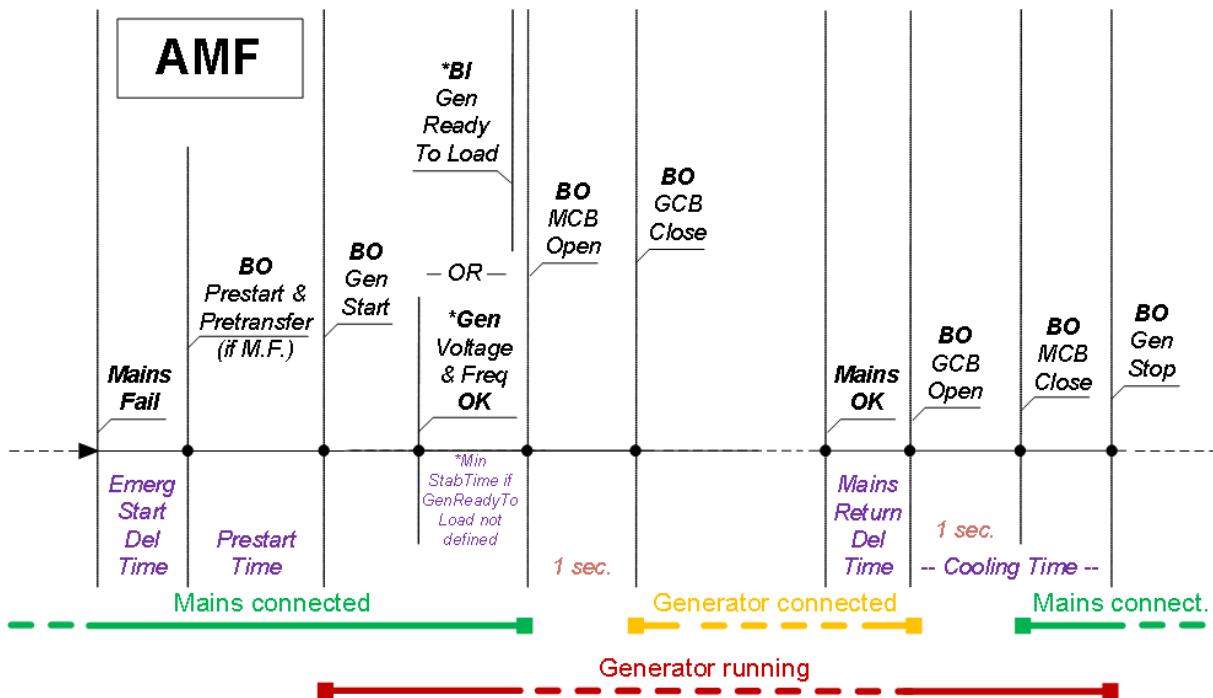 AMF
*BI
Gen
Ready
To Load
BO
MCB
Open
BO
GCB
Close
BO
Prestart &
Pretransfer
(if M.F.)
BO
Gen
Start
— OR —
*Gen
Voltage
& Freq
OK
Mains
Fail
Mains
OK
BO
GCB
Open
BO
MCB
Close
BO
Gen
Stop
Emerg
Start
Del
Time
Prestart
Time
*Min
StabTime if
GenReadyTo
Load not
defined
1 sec.
Mains
Return
Del
Time
1 sec.
-- Cooling Time --
Mains connected
Generator connected
Mains connect.
Generator running